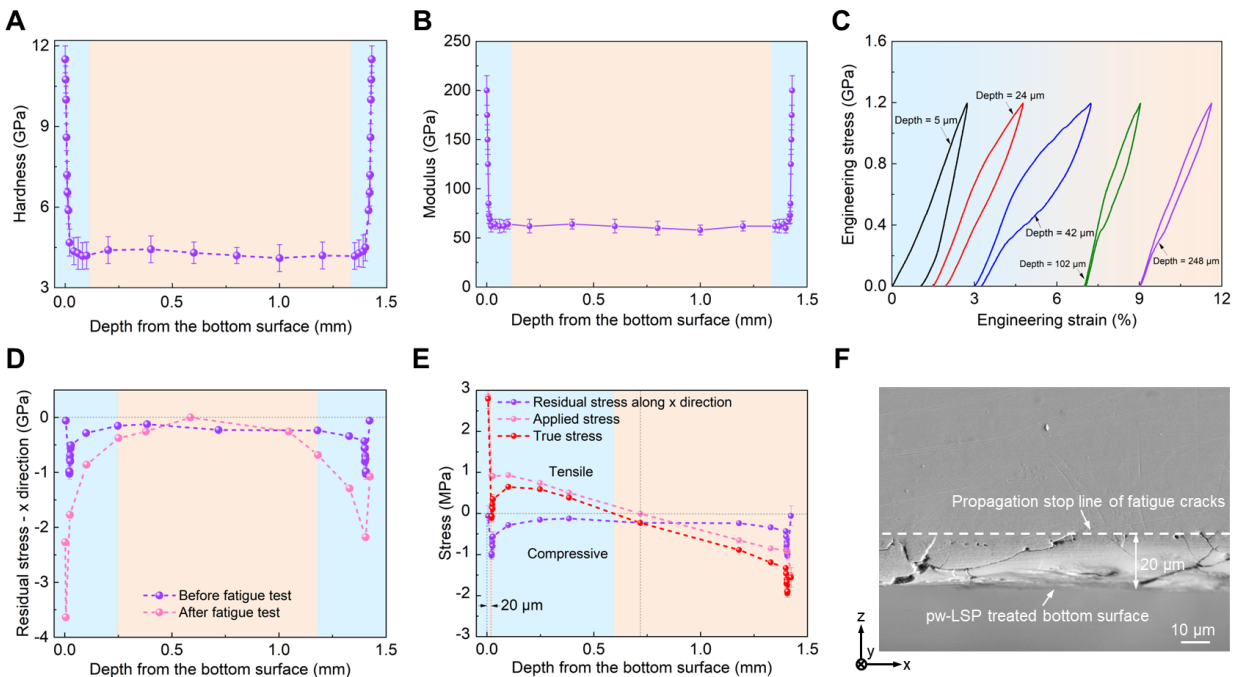 A
Hardness (GPa)
12
9
6
3
0.0 0.5 1.0 1.5
Depth from the bottom surface (mm)
B
Modulus (GPa)
250
200
150
100
50
0
0.0 0.5 1.0 1.5
Depth from the bottom surface (mm)
C
Engineering stress (GPa)
1.6
1.2
0.8
0.4
0.0
Depth = 5 µm
Depth = 24 µm
Depth = 42 µm
Depth = 102 µm
Depth = 248 µm
0 3 6 9 12
Engineering strain (%)
D
Residual stress - x direction (GPa)
0
-1
-2
-3
-4
Before fatigue test
After fatigue test
0.0 0.5 1.0 1.5
Depth from the bottom surface (mm)
E
Stress (MPa)
3
2
1
0
-1
-2
-3
Residual stress along x direction
Applied stress
True stress
Tensile
Compressive
20 µm
0.0 0.5 1.0 1.5
Depth from the bottom surface (mm)
F
Propagation stop line of fatigue cracks
20 µm
pw-LSP treated bottom surface
10 µm
z
y
x